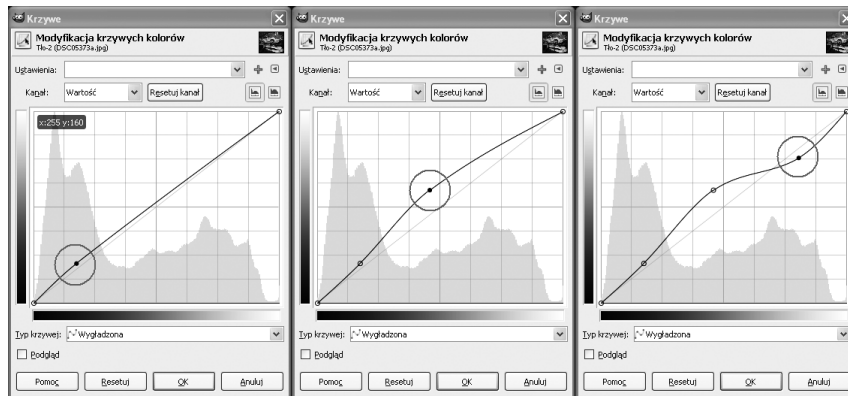 Krzywe
Modyfikacja krzywych kolorów
Tło-2 (DSC05373a.jpg)
Ustawienia:
Kanał: Wartość Resetuj kanał
x:255 y:160
Typ krzywej: Wygładzona
Podgląd
Pomoc Resetuj OK Anuluj
Krzywe
Modyfikacja krzywych kolorów
Tło-2 (DSC05373a.jpg)
Ustawienia:
Kanał: Wartość Resetuj kanał
Typ krzywej: Wygładzona
Podgląd
Pomoc Resetuj OK Anuluj
Krzywe
Modyfikacja krzywych kolorów
Tło-2 (DSC05373a.jpg)
Ustawienia:
Kanał: Wartość Resetuj kanał
Typ krzywej: Wygładzona
Podgląd
Pomoc Resetuj OK Anuluj